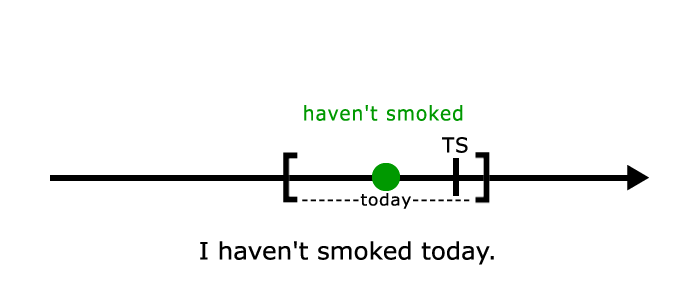 haven't smoked
TS
today
I haven't smoked today.